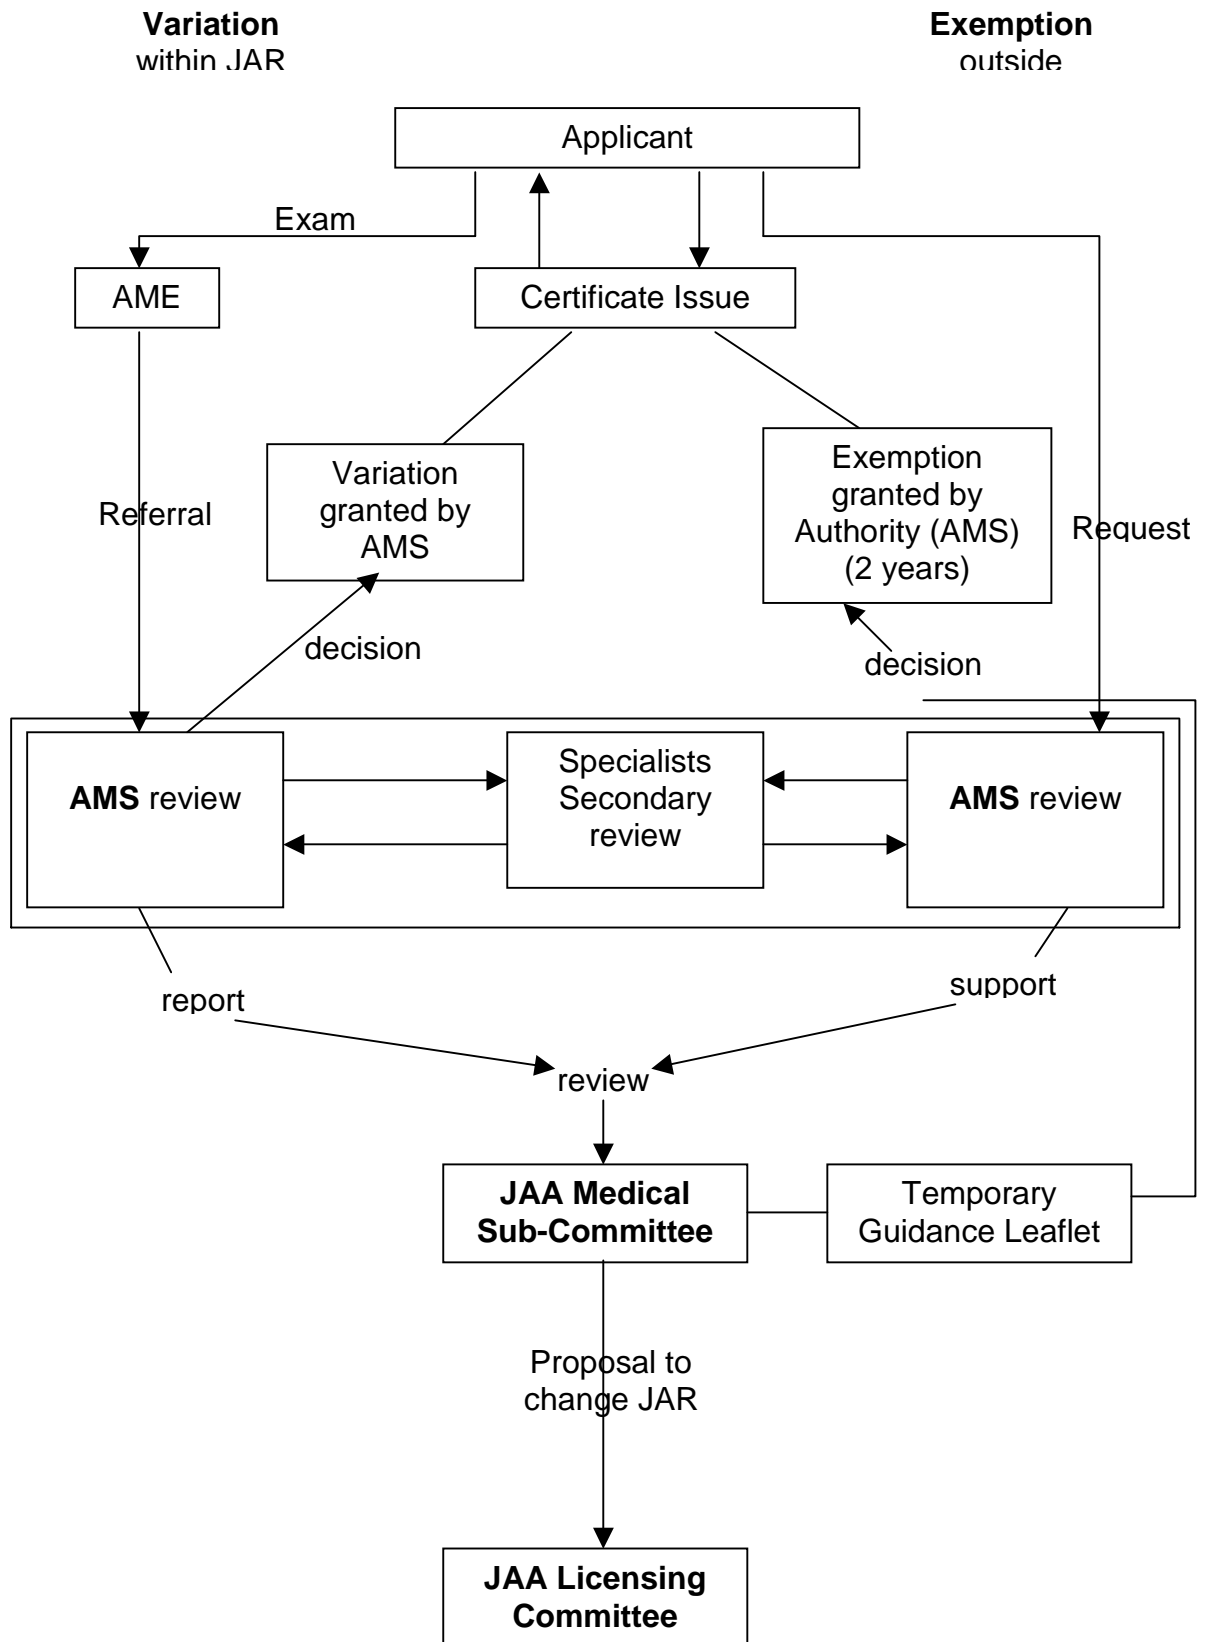 Variation
within JAR
Exemption
outside
Applicant
Exam
AME
Certificate Issue
Variation
granted by
AMS
Exemption
granted by
Authority (AMS)
(2 years)
Referral
Request
decision
decision
AMS review
Specialists
Secondary
review
AMS review
report
support
review
JAA Medical
Sub-Committee
Temporary
Guidance Leaflet
Proposal to
change JAR
JAA Licensing
Committee